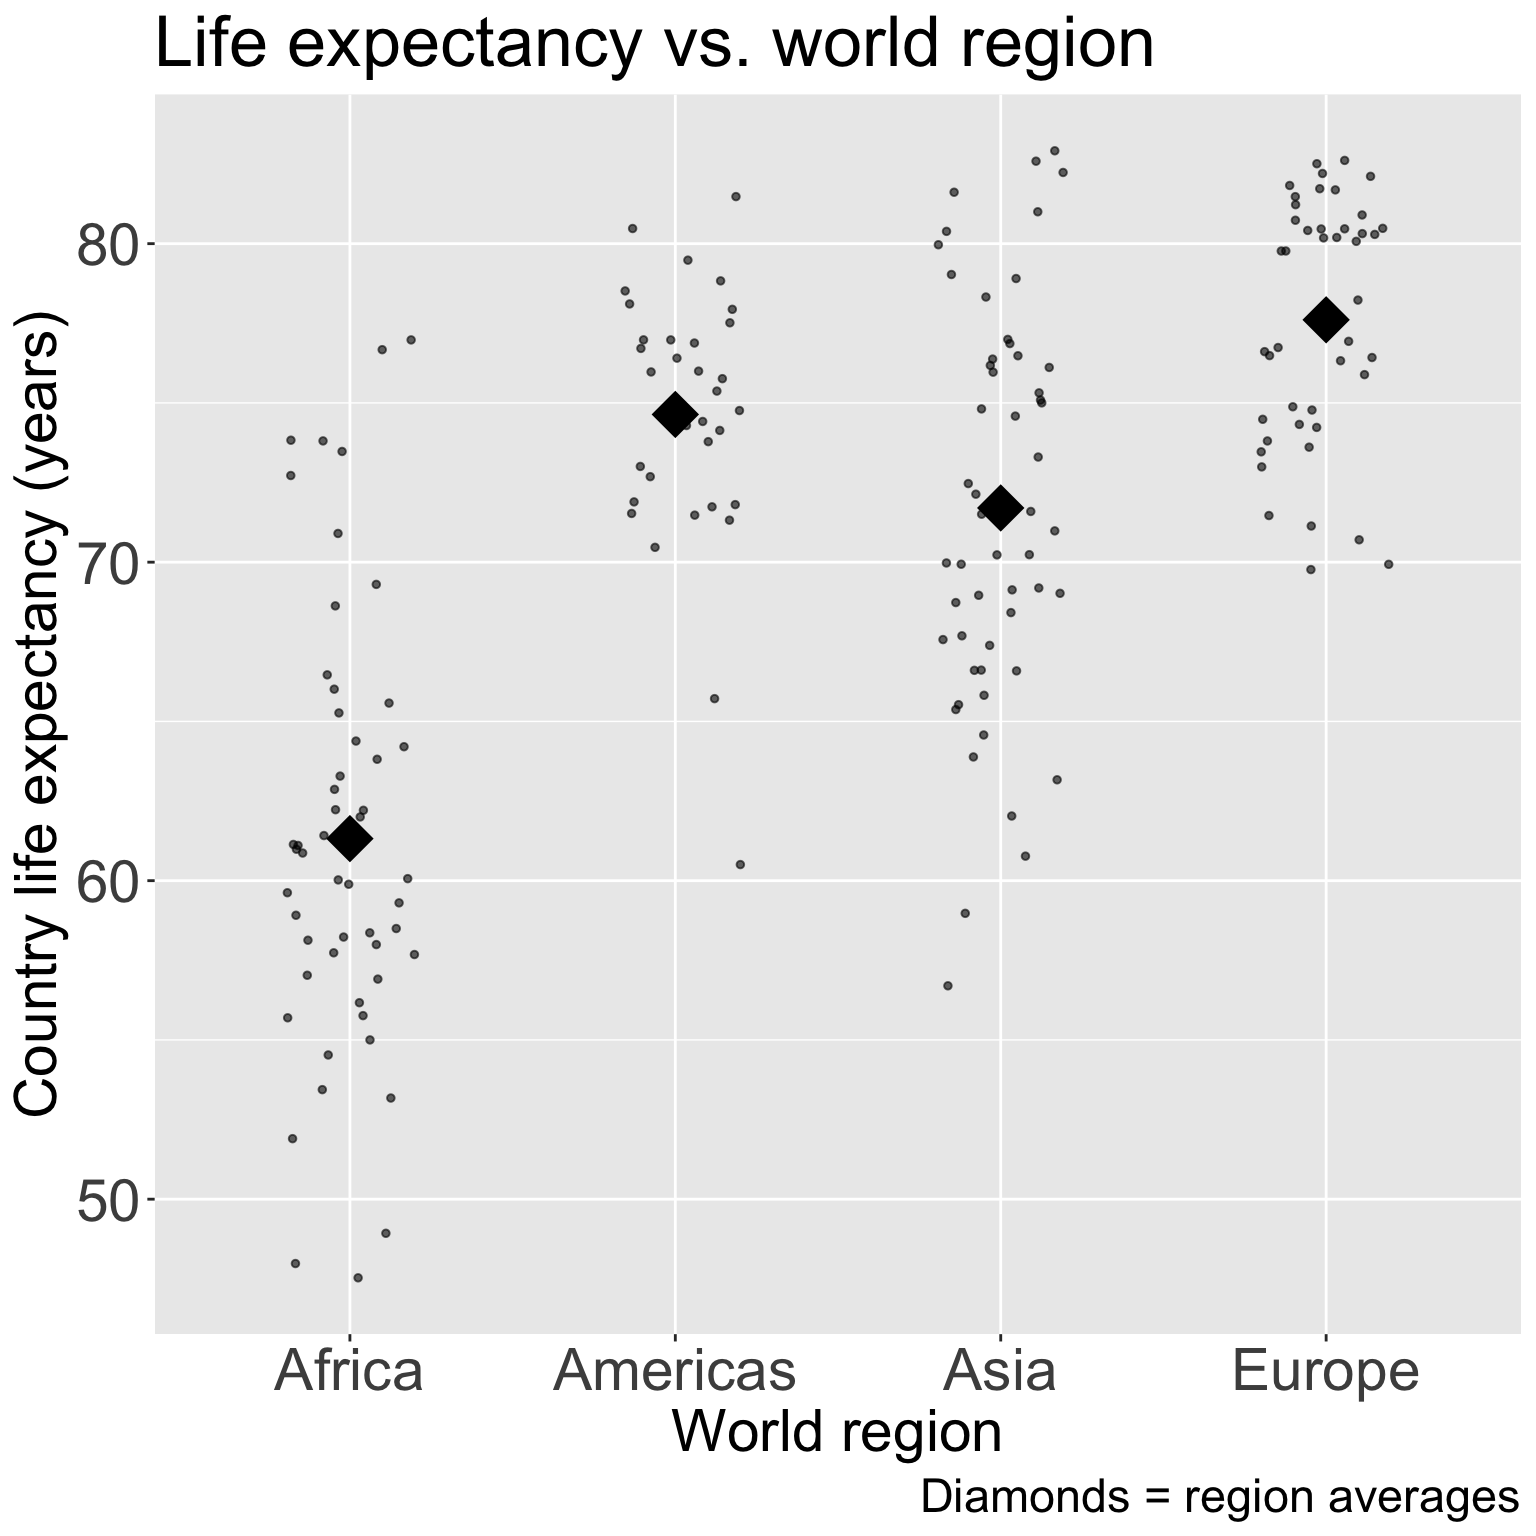 Life expectancy vs. world region
Country life expectancy (years)
80
70
60
50
Africa
Americas
Asia
Europe
World region
Diamonds = region averages